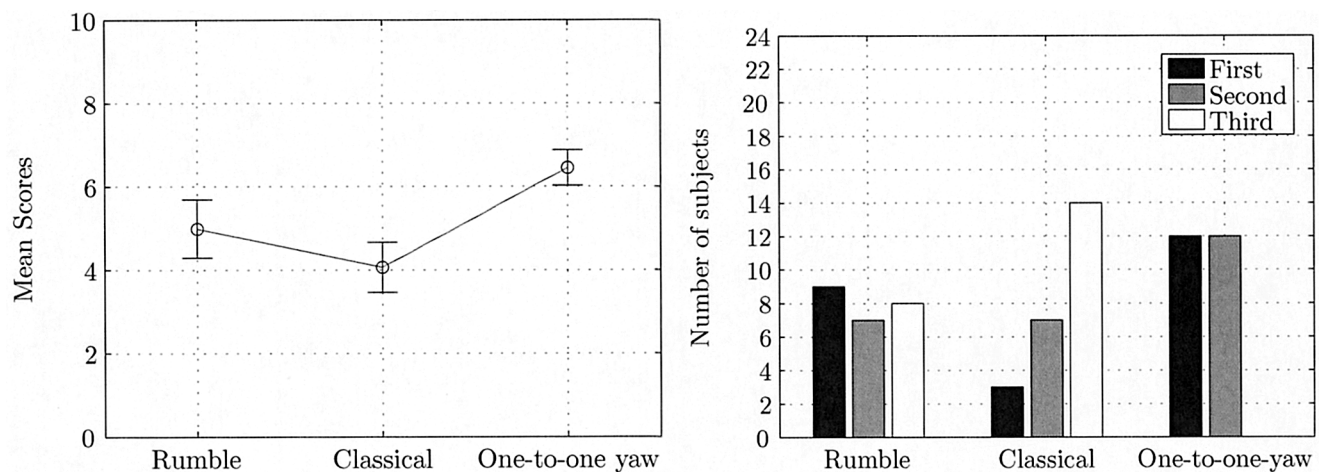 Mean Scores
10
8
6
4
2
0
Rumble
Classical
One-to-one yaw
Number of subjects
24
22
20
18
16
14
12
10
8
6
4
2
0
First
Second
Third
Rumble
Classical
One-to-one-yaw